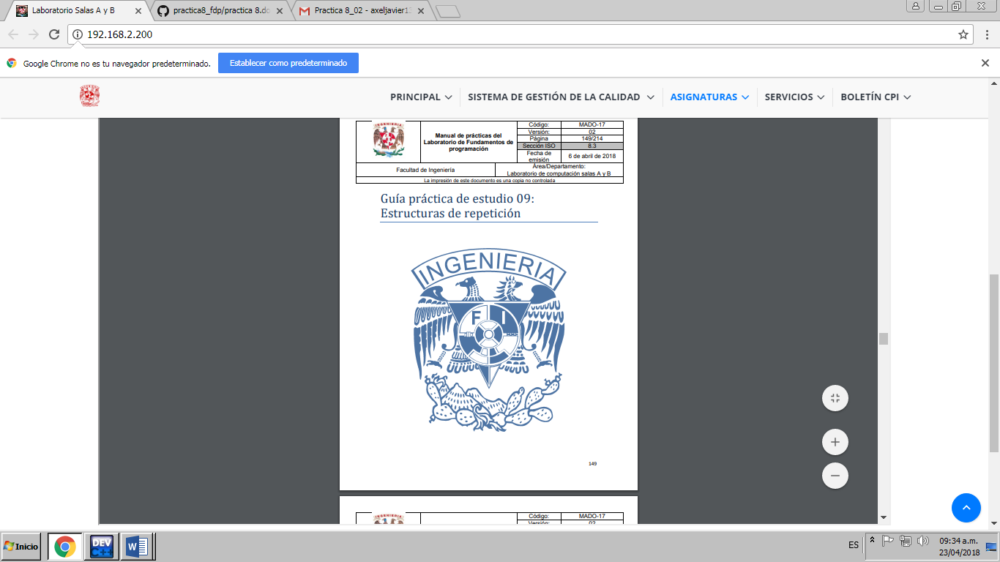 Laboratorio Salas A y B
practica8_fdp/practica 8.do
Practica 8_02 - axeljavier13
192.168.2.200
Google Chrome no es tu navegador predeterminado.
Establecer como predeterminado
PRINCIPAL
SISTEMA DE GESTIÓN DE LA CALIDAD
ASIGNATURAS
SERVICIOS
BOLETÍN CPI
INGENIERIA
Manual de prácticas del
Laboratorio de Fundamentos de
programación
Código: MADO-17
Versión: 02
Página 149/214
Sección ISO 8.3
Fecha de
emisión
6 de abril de 2018
Facultad de Ingeniería
Área/Departamento:
Laboratorio de computación salas A y B
La impresión de este documento es una copia no controlada
Guía práctica de estudio 09:
Estructuras de repetición
INGENIERIA
F I
149
INGENIERIA
Código: MADO-17
Versión: 02
Inicio
DEV
C++
W
ES
09:34 a.m.
23/04/2018